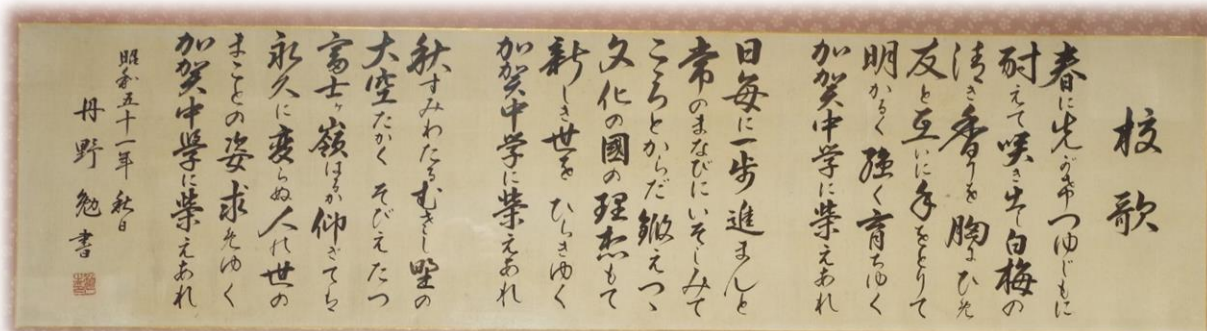 校歌
春に先がけつゆじもに
耐えて咲き出て白梅の
清き香りを胸にひめ
友と互いに手をとりて
明かるく強く育ちゆく
加賀中学に栄えあれ
日毎に一歩進まんと
常のまなびにいそしみて
こころとからだ鍛えつゝ
文化の國の理想もて
新しき世をひらきゆく
加賀中学に栄えあれ
秋すみわたるむさし野の
大空たかくそびえたつ
富士ヶ嶺はるか仰ぎては
永久に変らぬ人の世の
まことの姿求めゆく
加賀中學に栄えあれ
昭和五十一年 秋日
丹野勉書